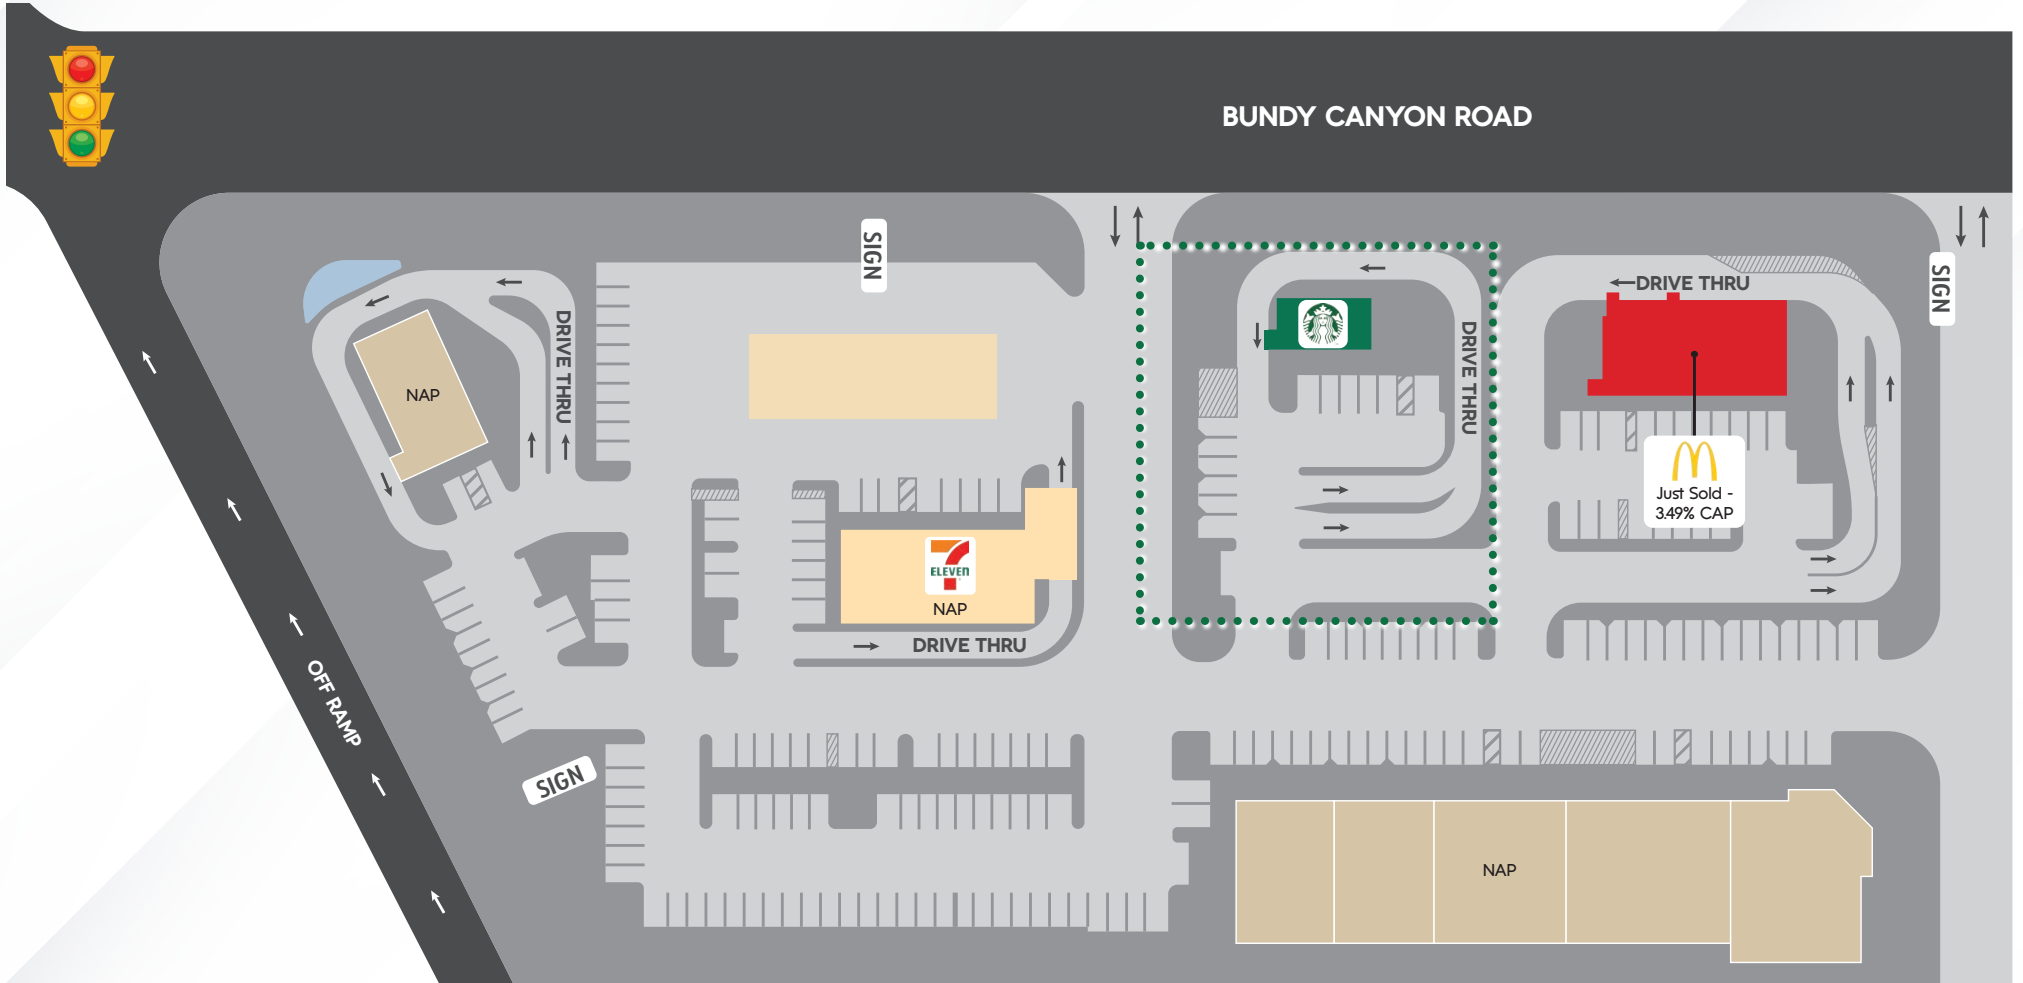 BUNDY CANYON ROAD
SIGN
SIGN
DRIVE THRU
DRIVE THRU
DRIVE THRU
NAP
Just Sold -
3.49% CAP
7
ELEVEN
NAP
DRIVE THRU
OFF RAMP
SIGN
NAP